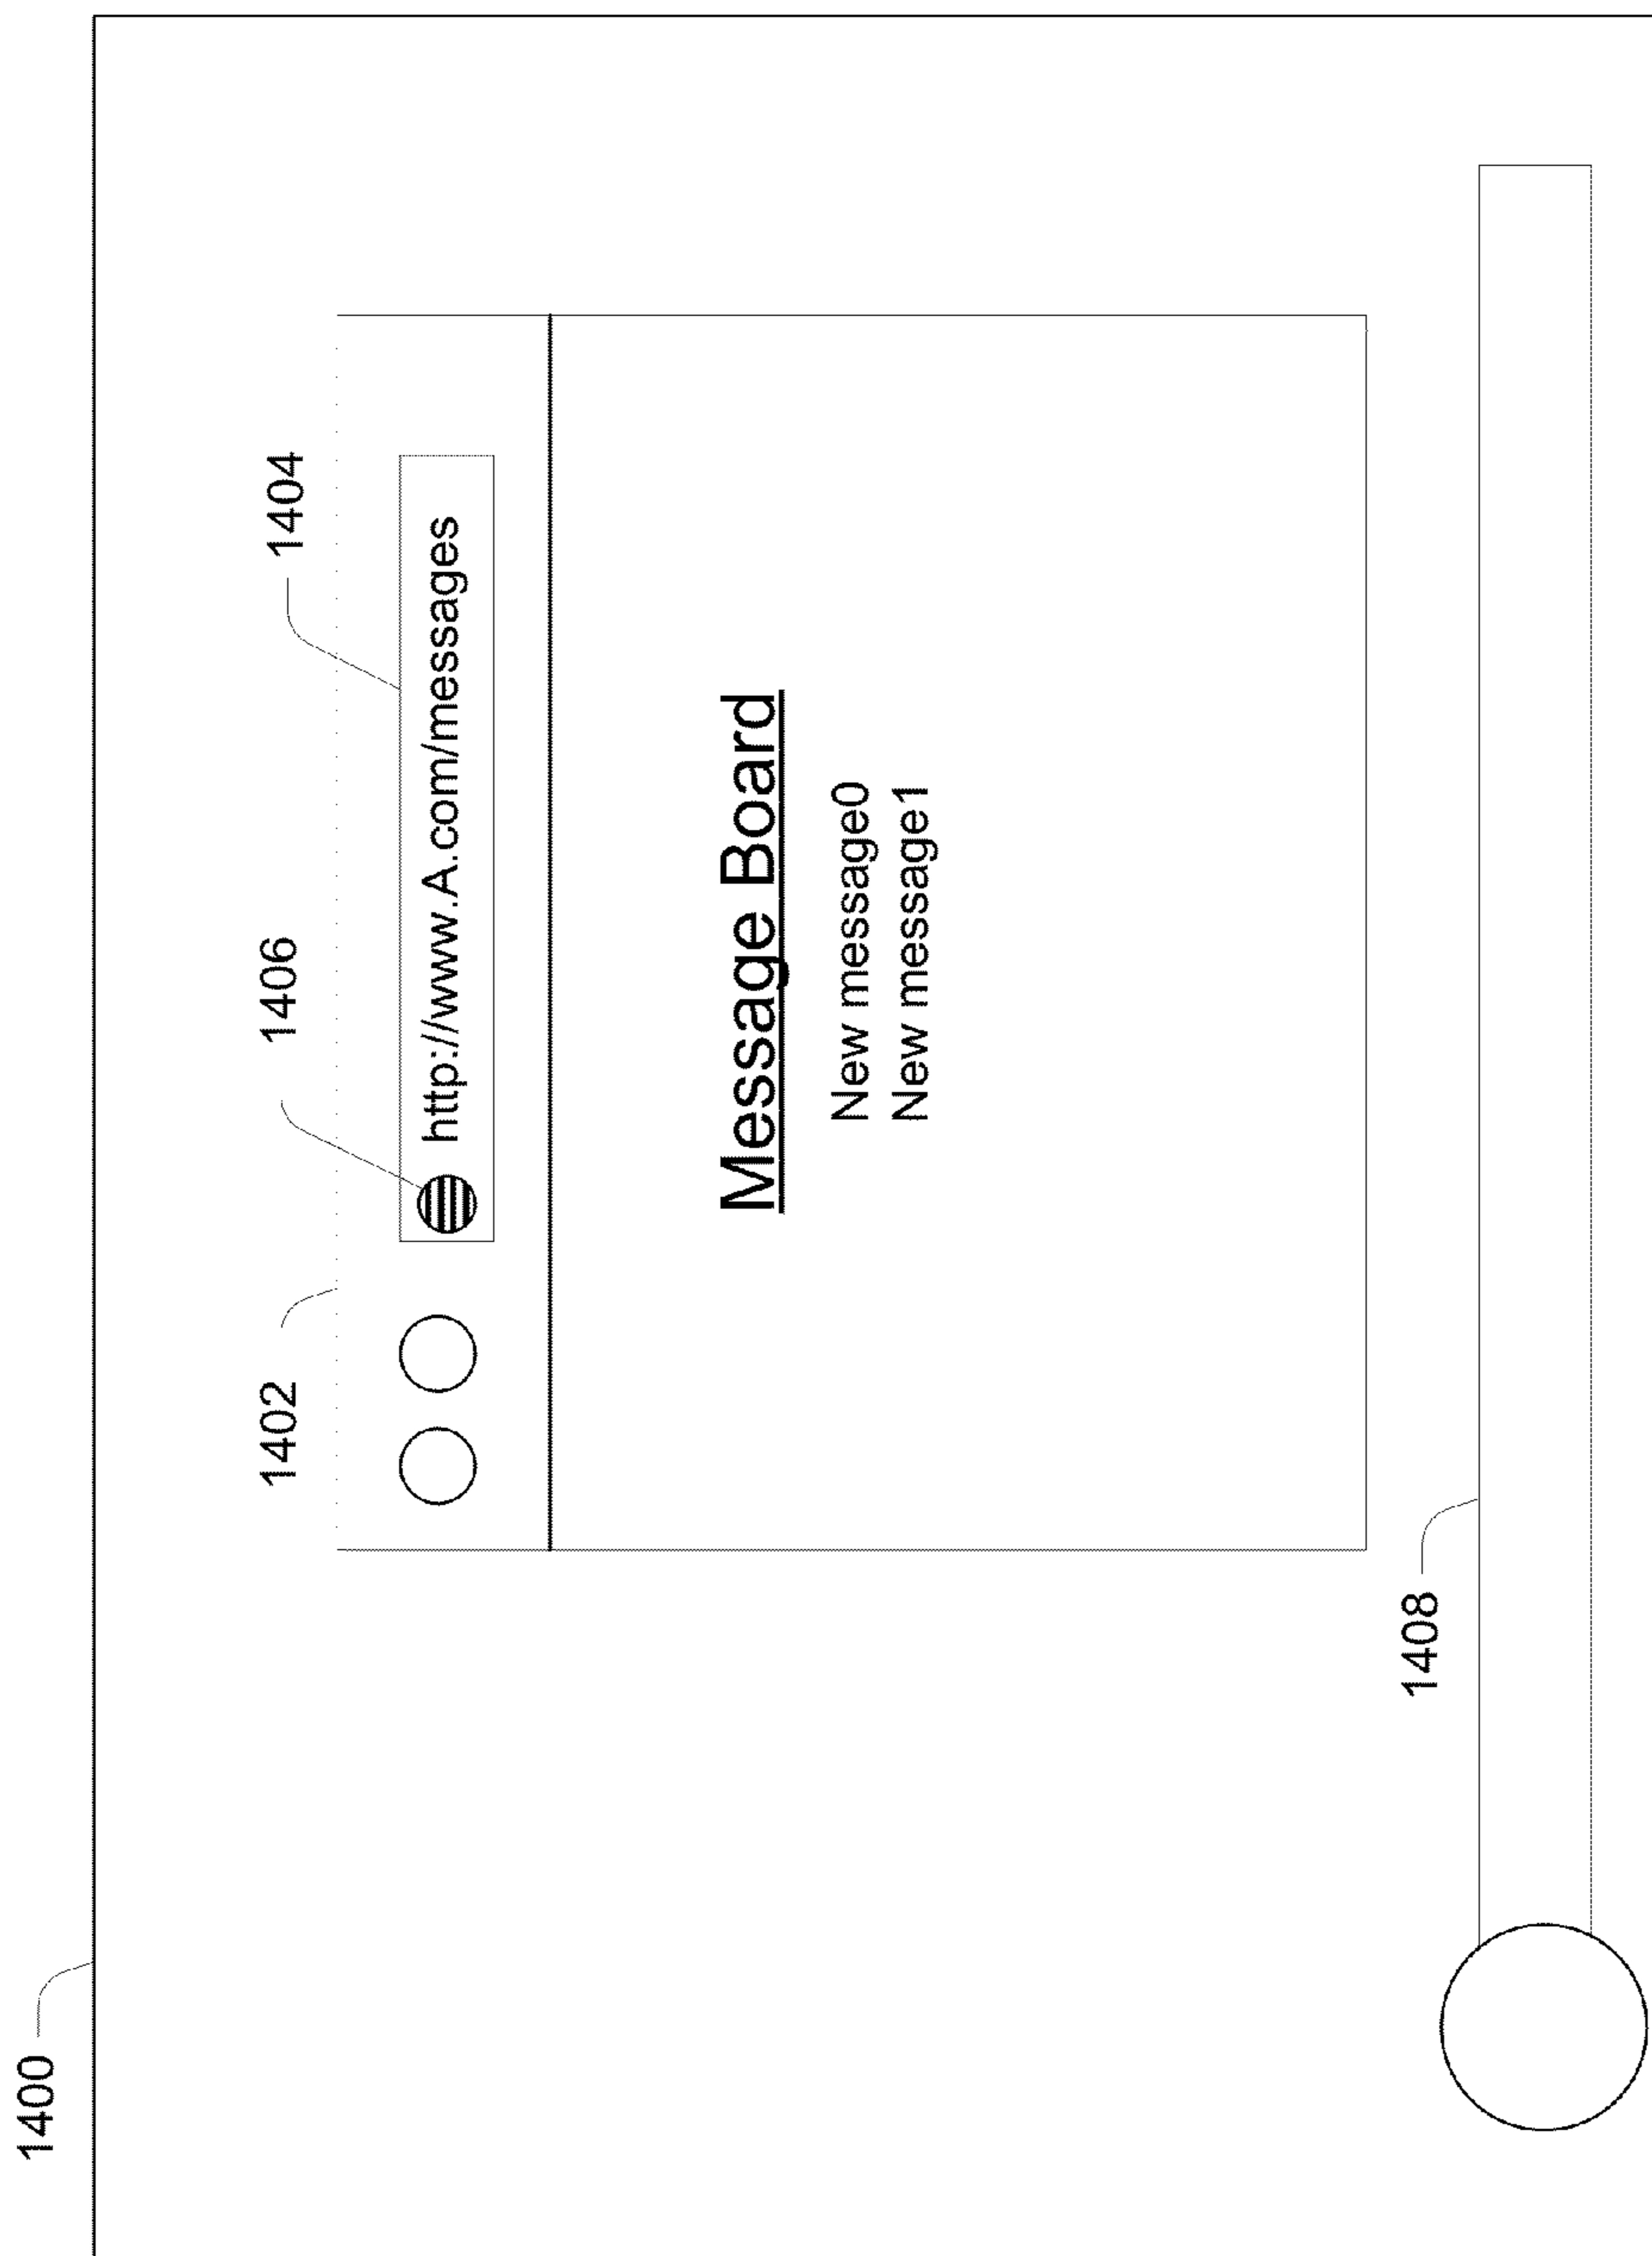 1400
1402
1406
1404
http://www.A.com/messages
Message Board
New message0
New message1
1408